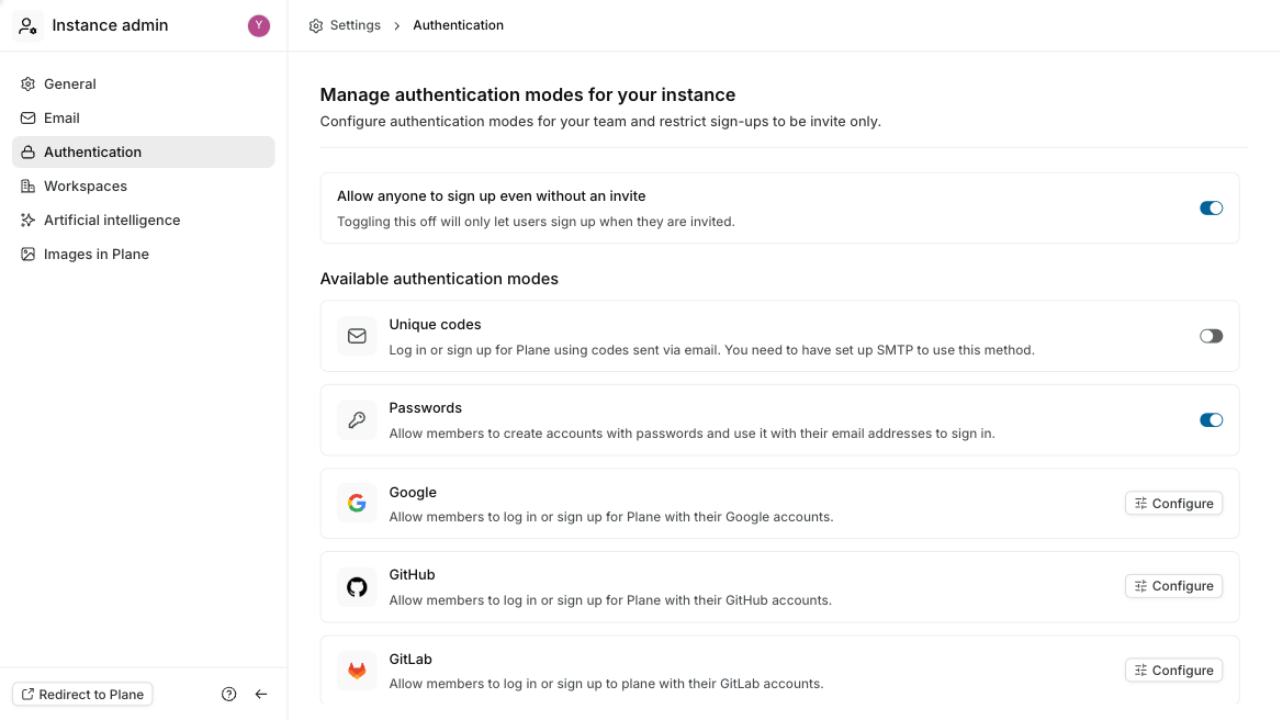 Instance admin
Y
Settings
Authentication
General
Email
Authentication
Workspaces
Artificial intelligence
Images in Plane
Redirect to Plane
Manage authentication modes for your instance
Configure authentication modes for your team and restrict sign-ups to be invite only.
Allow anyone to sign up even without an invite
Toggling this off will only let users sign up when they are invited.
Available authentication modes
Unique codes
Log in or sign up for Plane using codes sent via email. You need to have set up SMTP to use this method.
Passwords
Allow members to create accounts with passwords and use it with their email addresses to sign in.
Google
Allow members to log in or sign up for Plane with their Google accounts.
Configure
GitHub
Allow members to log in or sign up for Plane with their GitHub accounts.
Configure
GitLab
Allow members to log in or sign up to plane with their GitLab accounts.
Configure